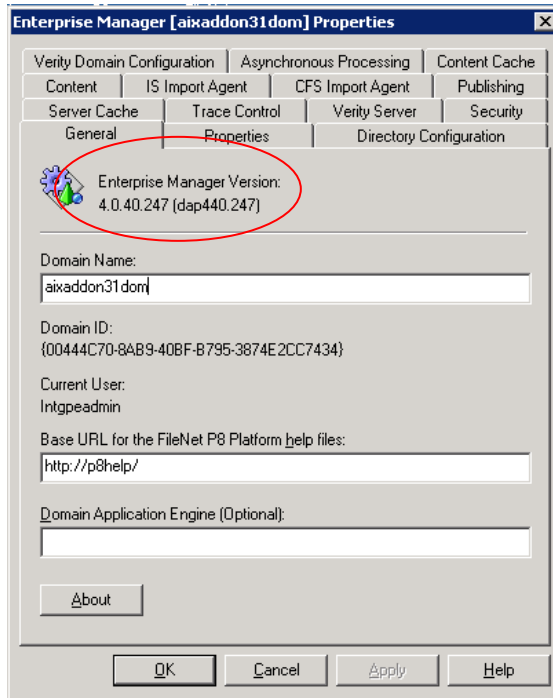 Enterprise Manager [aixaddon31dom] Properties
Verity Domain Configuration Asynchronous Processing Content Cache
Content IS Import Agent CFS Import Agent Publishing
Server Cache Trace Control Verity Server Security
General Properties Directory Configuration
Enterprise Manager Version:
4.0.40.247 (dap440.247)
Domain Name:
aixaddon31dom
Domain ID:
{00444C70-8AB9-40BF-B795-3874E2CC7434}
Current User:
Intgpeadmin
Base URL for the FileNet P8 Platform help files:
http://p8help/
Domain Application Engine (Optional):
About
OK Cancel Apply Help